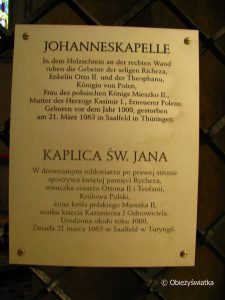 JOHANNESKAPELLE
In dem Holzschrein an der rechten Wand
ruhen die Gebeine der seligen Richeza,
Enkelin Otto II. und der Theophanu,
Königin von Polen,
Frau des polnischen Königs Mieszko II.,
Mutter des Herzogs Kasimir I., Erneuerer Polens.
Geboren vor dem Jahr 1000, gestorben
am 21. März 1063 in Saalfeld in Thüringen.
KAPLICA ŚW. JANA
W drewnianym relikwiarzu po prawej stronie
spoczywa świętej pamięci Rycheza,
wnuczka cesarza Ottona II i Teofanii,
Królowa Polski,
żona króla polskiego Mieszka II,
matka księcia Kazimierza I Odnowiciela.
Urodzona około roku 1000,
Zmarła 21 marca 1063 w Saalfeld w Turyngii.
© Obieżyświatka